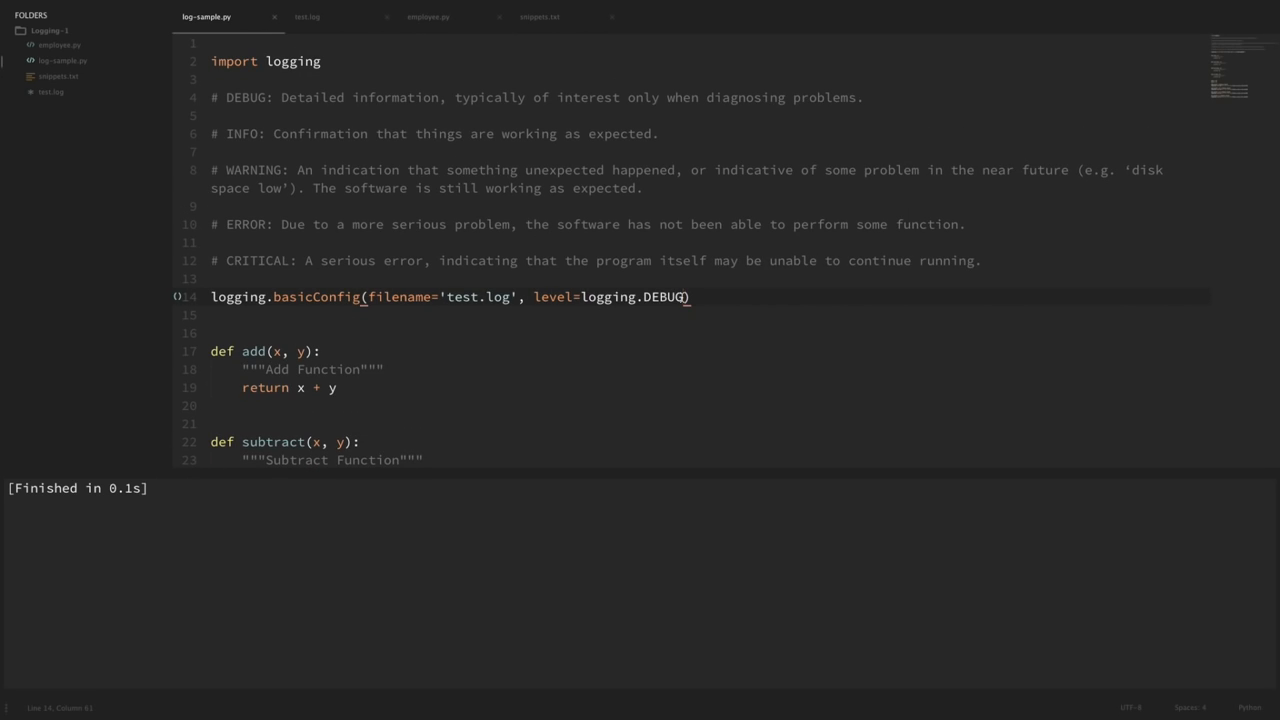 FOLDERS
Logging-1
employee.py
log-sample.py
snippets.txt
test.log
log-sample.py × test.log × employee.py × snippets.txt ×
1
2 import logging
3
4 # DEBUG: Detailed information, typically of interest only when diagnosing problems.
5
6 # INFO: Confirmation that things are working as expected.
7
8 # WARNING: An indication that something unexpected happened, or indicative of some problem in the near future (e.g. ‘disk
space low’). The software is still working as expected.
9
10 # ERROR: Due to a more serious problem, the software has not been able to perform some function.
11
12 # CRITICAL: A serious error, indicating that the program itself may be unable to continue running.
13
14 logging.basicConfig(filename='test.log', level=logging.DEBUG)
15
16
17 def add(x, y):
18 """Add Function"""
19 return x + y
20
21
22 def subtract(x, y):
23 """Subtract Function"""
[Finished in 0.1s]
Line 14, Column 61 UTF-8 Spaces: 4 Python